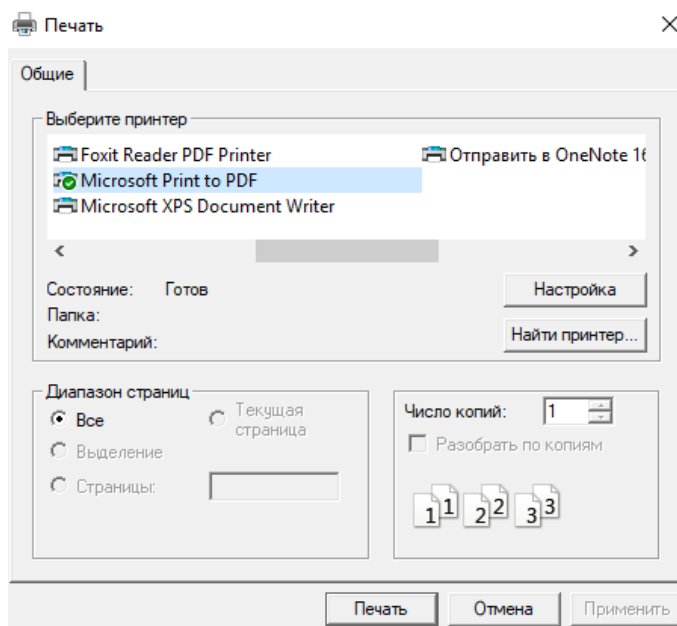 Печать
Общие
Выберите принтер
Foxit Reader PDF Printer
Отправить в OneNote 16
Microsoft Print to PDF
Microsoft XPS Document Writer
Состояние: Готов
Настройка
Папка:
Комментарий:
Найти принтер...
Диапазон страниц
Все
Текущая
страница
Выделение
Страницы:
Число копий: 1
Разобрать по копиям
1 1 2 2 3 3
Печать Отмена Применить